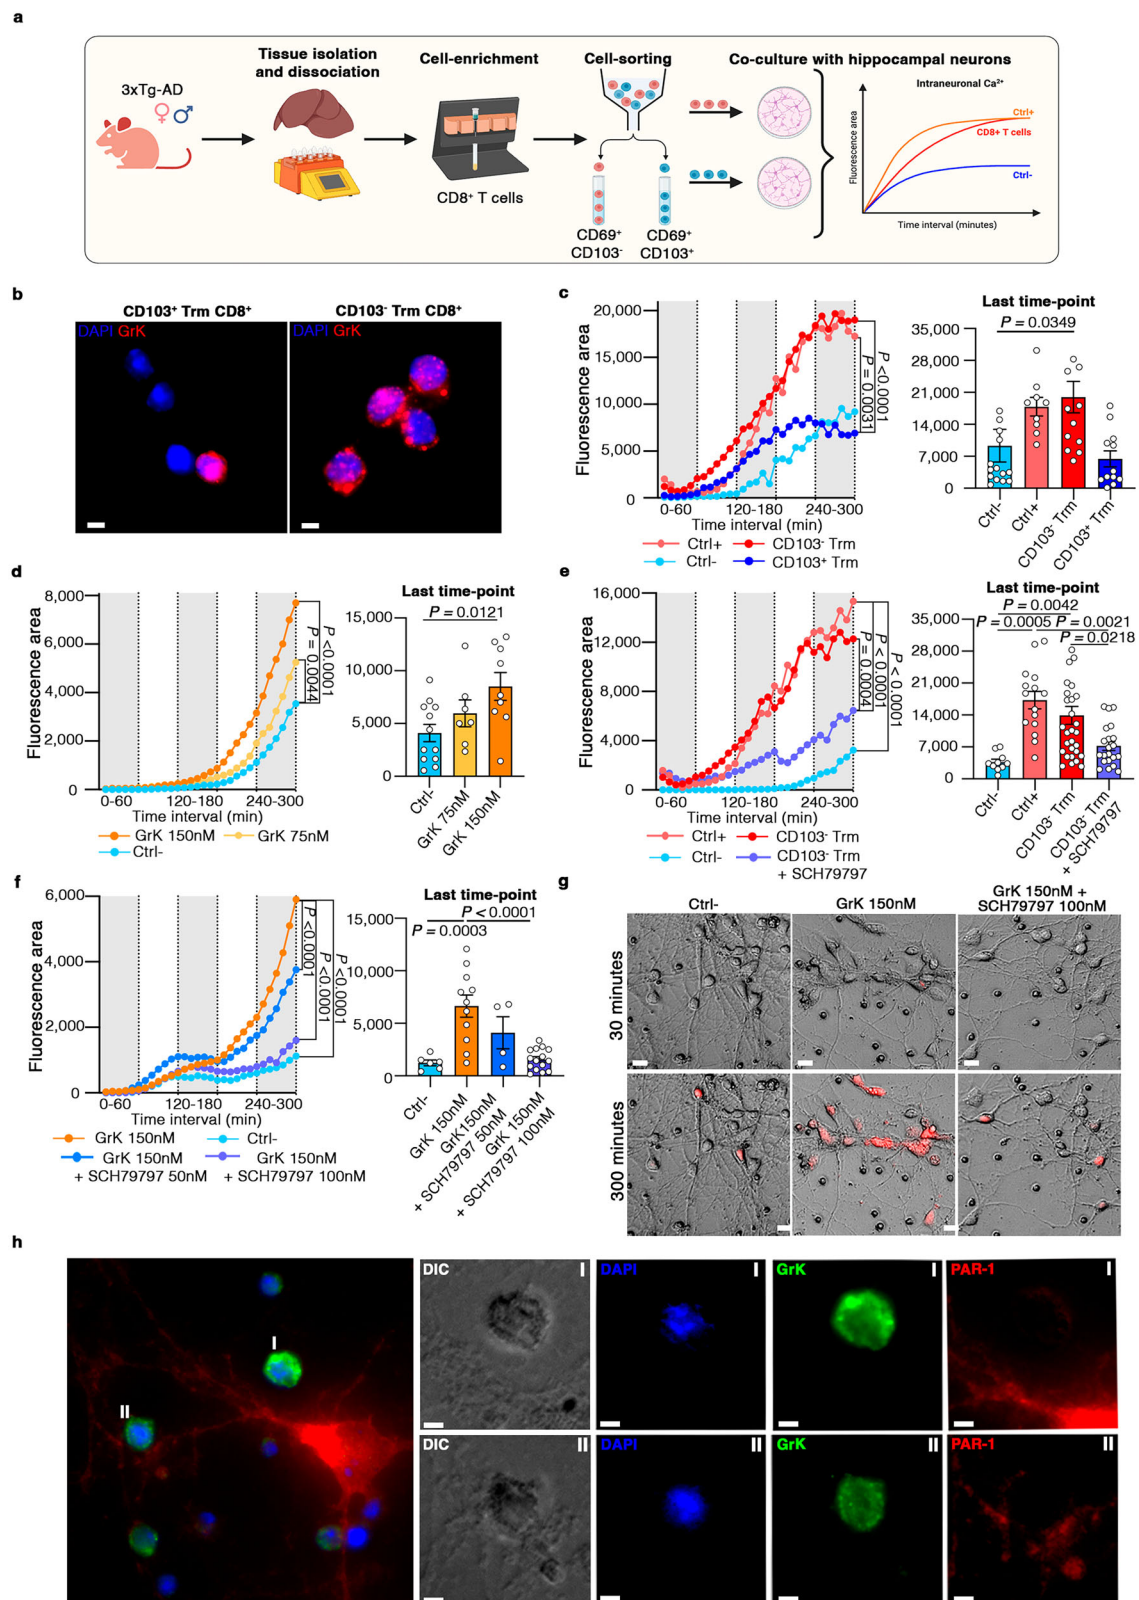 a
3xTg-AD
Tissue isolation
and dissociation
Cell-enrichment
CD8⁺ T cells
Cell-sorting
CD69⁺
CD103⁻
CD69⁺
CD103⁺
Co-culture with hippocampal neurons
Intraneuronal Ca²⁺
Fluorescence area
Ctrl+
CD8+ T cells
Ctrl-
Time interval (minutes)
b
CD103⁺ Trm CD8⁺
CD103⁻ Trm CD8⁺
DAPI GrK
DAPI GrK
c
Fluorescence area
20,000
15,000
10,000
5,000
0
0-60
120-180
240-300
Time interval (min)
P <0.0001
P = 0.0031
Ctrl+
CD103⁻ Trm
Ctrl-
CD103⁺ Trm
Last time-point
P = 0.0349
35,000
28,000
21,000
14,000
7,000
0
Ctrl-
Ctrl+
CD103⁻ Trm
CD103⁺ Trm
d
Fluorescence area
8,000
6,000
4,000
2,000
0
0-60
120-180
240-300
Time interval (min)
P <0.0001
P = 0.0044
GrK 150nM
GrK 75nM
Ctrl-
Last time-point
P = 0.0121
15,000
10,000
5,000
0
Ctrl-
GrK 75nM
GrK 150nM
e
Fluorescence area
16,000
12,000
8,000
4,000
0
0-60
120-180
240-300
Time interval (min)
P < 0.0001
P < 0.0001
P = 0.0004
Ctrl+
CD103⁻ Trm
Ctrl-
CD103⁻ Trm
+ SCH79797
Last time-point
P = 0.0042
P = 0.0005
P = 0.0021
P = 0.0218
35,000
28,000
21,000
14,000
7,000
0
Ctrl-
Ctrl+
CD103⁻ Trm
CD103⁻ Trm
+ SCH79797
f
Fluorescence area
6,000
4,000
2,000
0
0-60
120-180
240-300
Time interval (min)
P <0.0001
P <0.0001
P <0.0001
GrK 150nM
Ctrl-
GrK 150nM
+ SCH79797 50nM
GrK 150nM
+ SCH79797 100nM
Last time-point
P < 0.0001
P = 0.0003
15,000
10,000
5,000
0
Ctrl-
GrK 150nM
GrK150nM
+ SCH79797 50nM
GrK 150nM
+ SCH79797 100nM
g
Ctrl-
GrK 150nM
GrK 150nM +
SCH79797 100nM
30 minutes
300 minutes
h
I
II
DIC
I
DAPI
I
GrK
I
PAR-1
I
DIC
II
DAPI
II
GrK
II
PAR-1
II